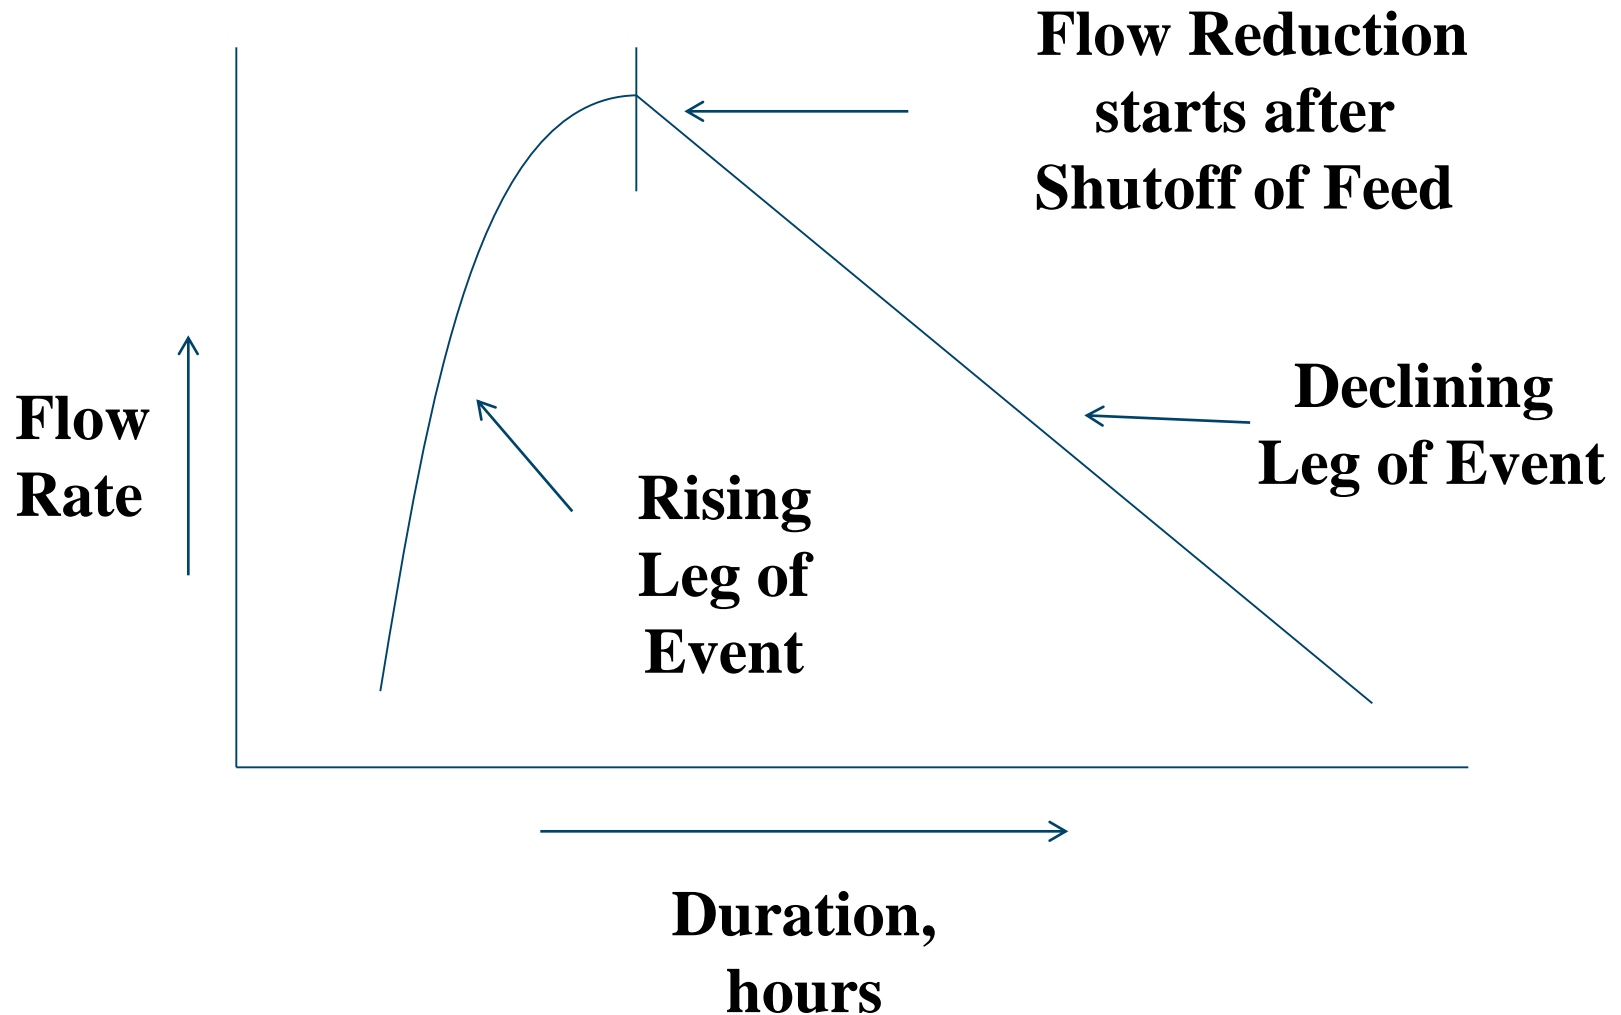 Flow Reduction
starts after
Shutoff of Feed
Flow
Rate
Rising
Leg of
Event
Declining
Leg of Event
Duration,
hours